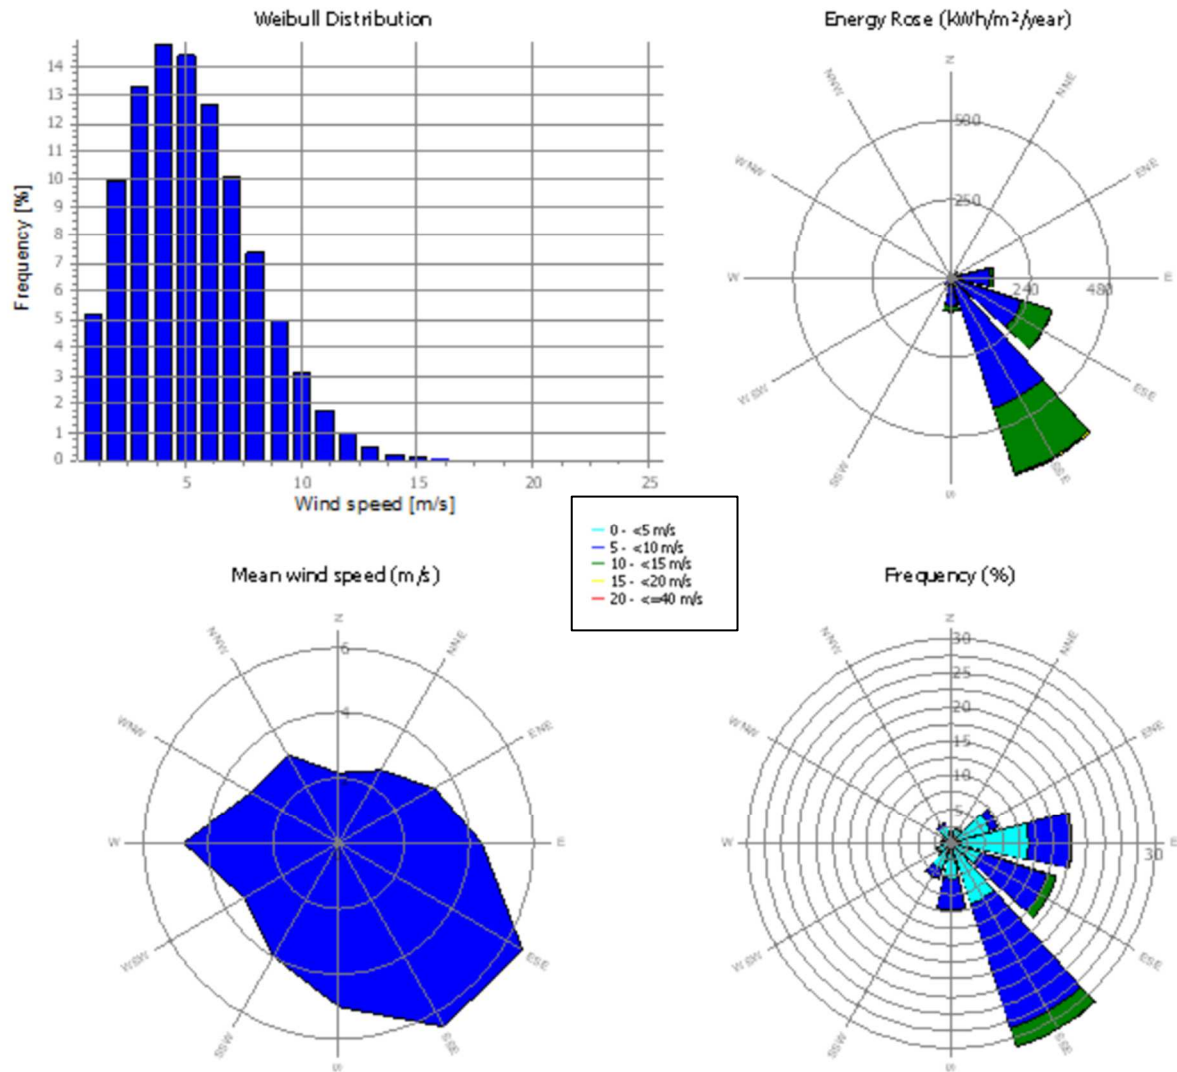 Weibull Distribution
Frequency [%]
14
13
12
11
10
9
8
7
6
5
4
3
2
1
0
5
10
15
20
25
Wind speed [m/s]
Energy Rose (kWh/m²/year)
N
NNW
NNE
500
WNW
ENE
250
W
240
480
E
WSW
ESE
SSW
SSE
S
0 - <5 m/s
5 - <10 m/s
10 - <15 m/s
15 - <20 m/s
20 - <=40 m/s
Mean wind speed (m/s)
N
NNW
NNE
6
WNW
4
ENE
W
E
WSW
ESE
SSW
SSE
S
Frequency (%)
N
30
NNW
NNE
25
20
WNW
ENE
15
10
5
W
30
E
WSW
ESE
SSW
SSE
S